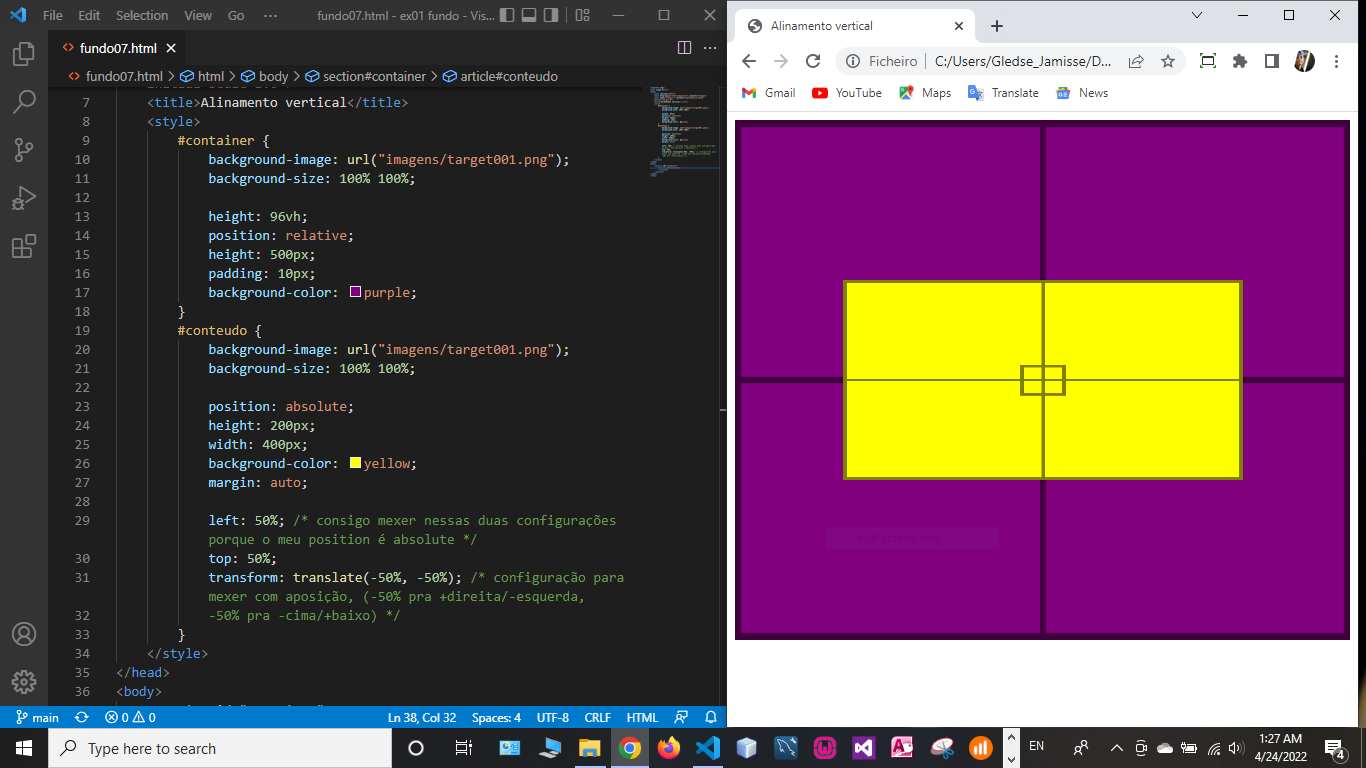 File Edit Selection View Go ··· fundo07.html - ex01 fundo - Vis...
fundo07.html
fundo07.html > html > body > section#container > article#conteudo
7 <title>Alinamento vertical</title>
8 <style>
9 #container {
10 background-image: url("imagens/target001.png");
11 background-size: 100% 100%;
12
13 height: 96vh;
14 position: relative;
15 height: 500px;
16 padding: 10px;
17 background-color: purple;
18 }
19 #conteudo {
20 background-image: url("imagens/target001.png");
21 background-size: 100% 100%;
22
23 position: absolute;
24 height: 200px;
25 width: 400px;
26 background-color: yellow;
27 margin: auto;
28
29 left: 50%; /* consigo mexer nessas duas configurações
porque o meu position é absolute */
30 top: 50%;
31 transform: translate(-50%, -50%); /* configuração para
mexer com aposição, (-50% pra +direita/-esquerda,
32 -50% pra -cima/+baixo) */
33 }
34 </style>
35 </head>
36 <body>
main 0 0 Ln 38, Col 32 Spaces: 4 UTF-8 CRLF HTML
Alinamento vertical
Ficheiro C:/Users/Gledse_Jamisse/D...
Gmail YouTube Maps Translate News
Full-screen Snip
Type here to search
EN
1:27 AM
4/24/2022
4